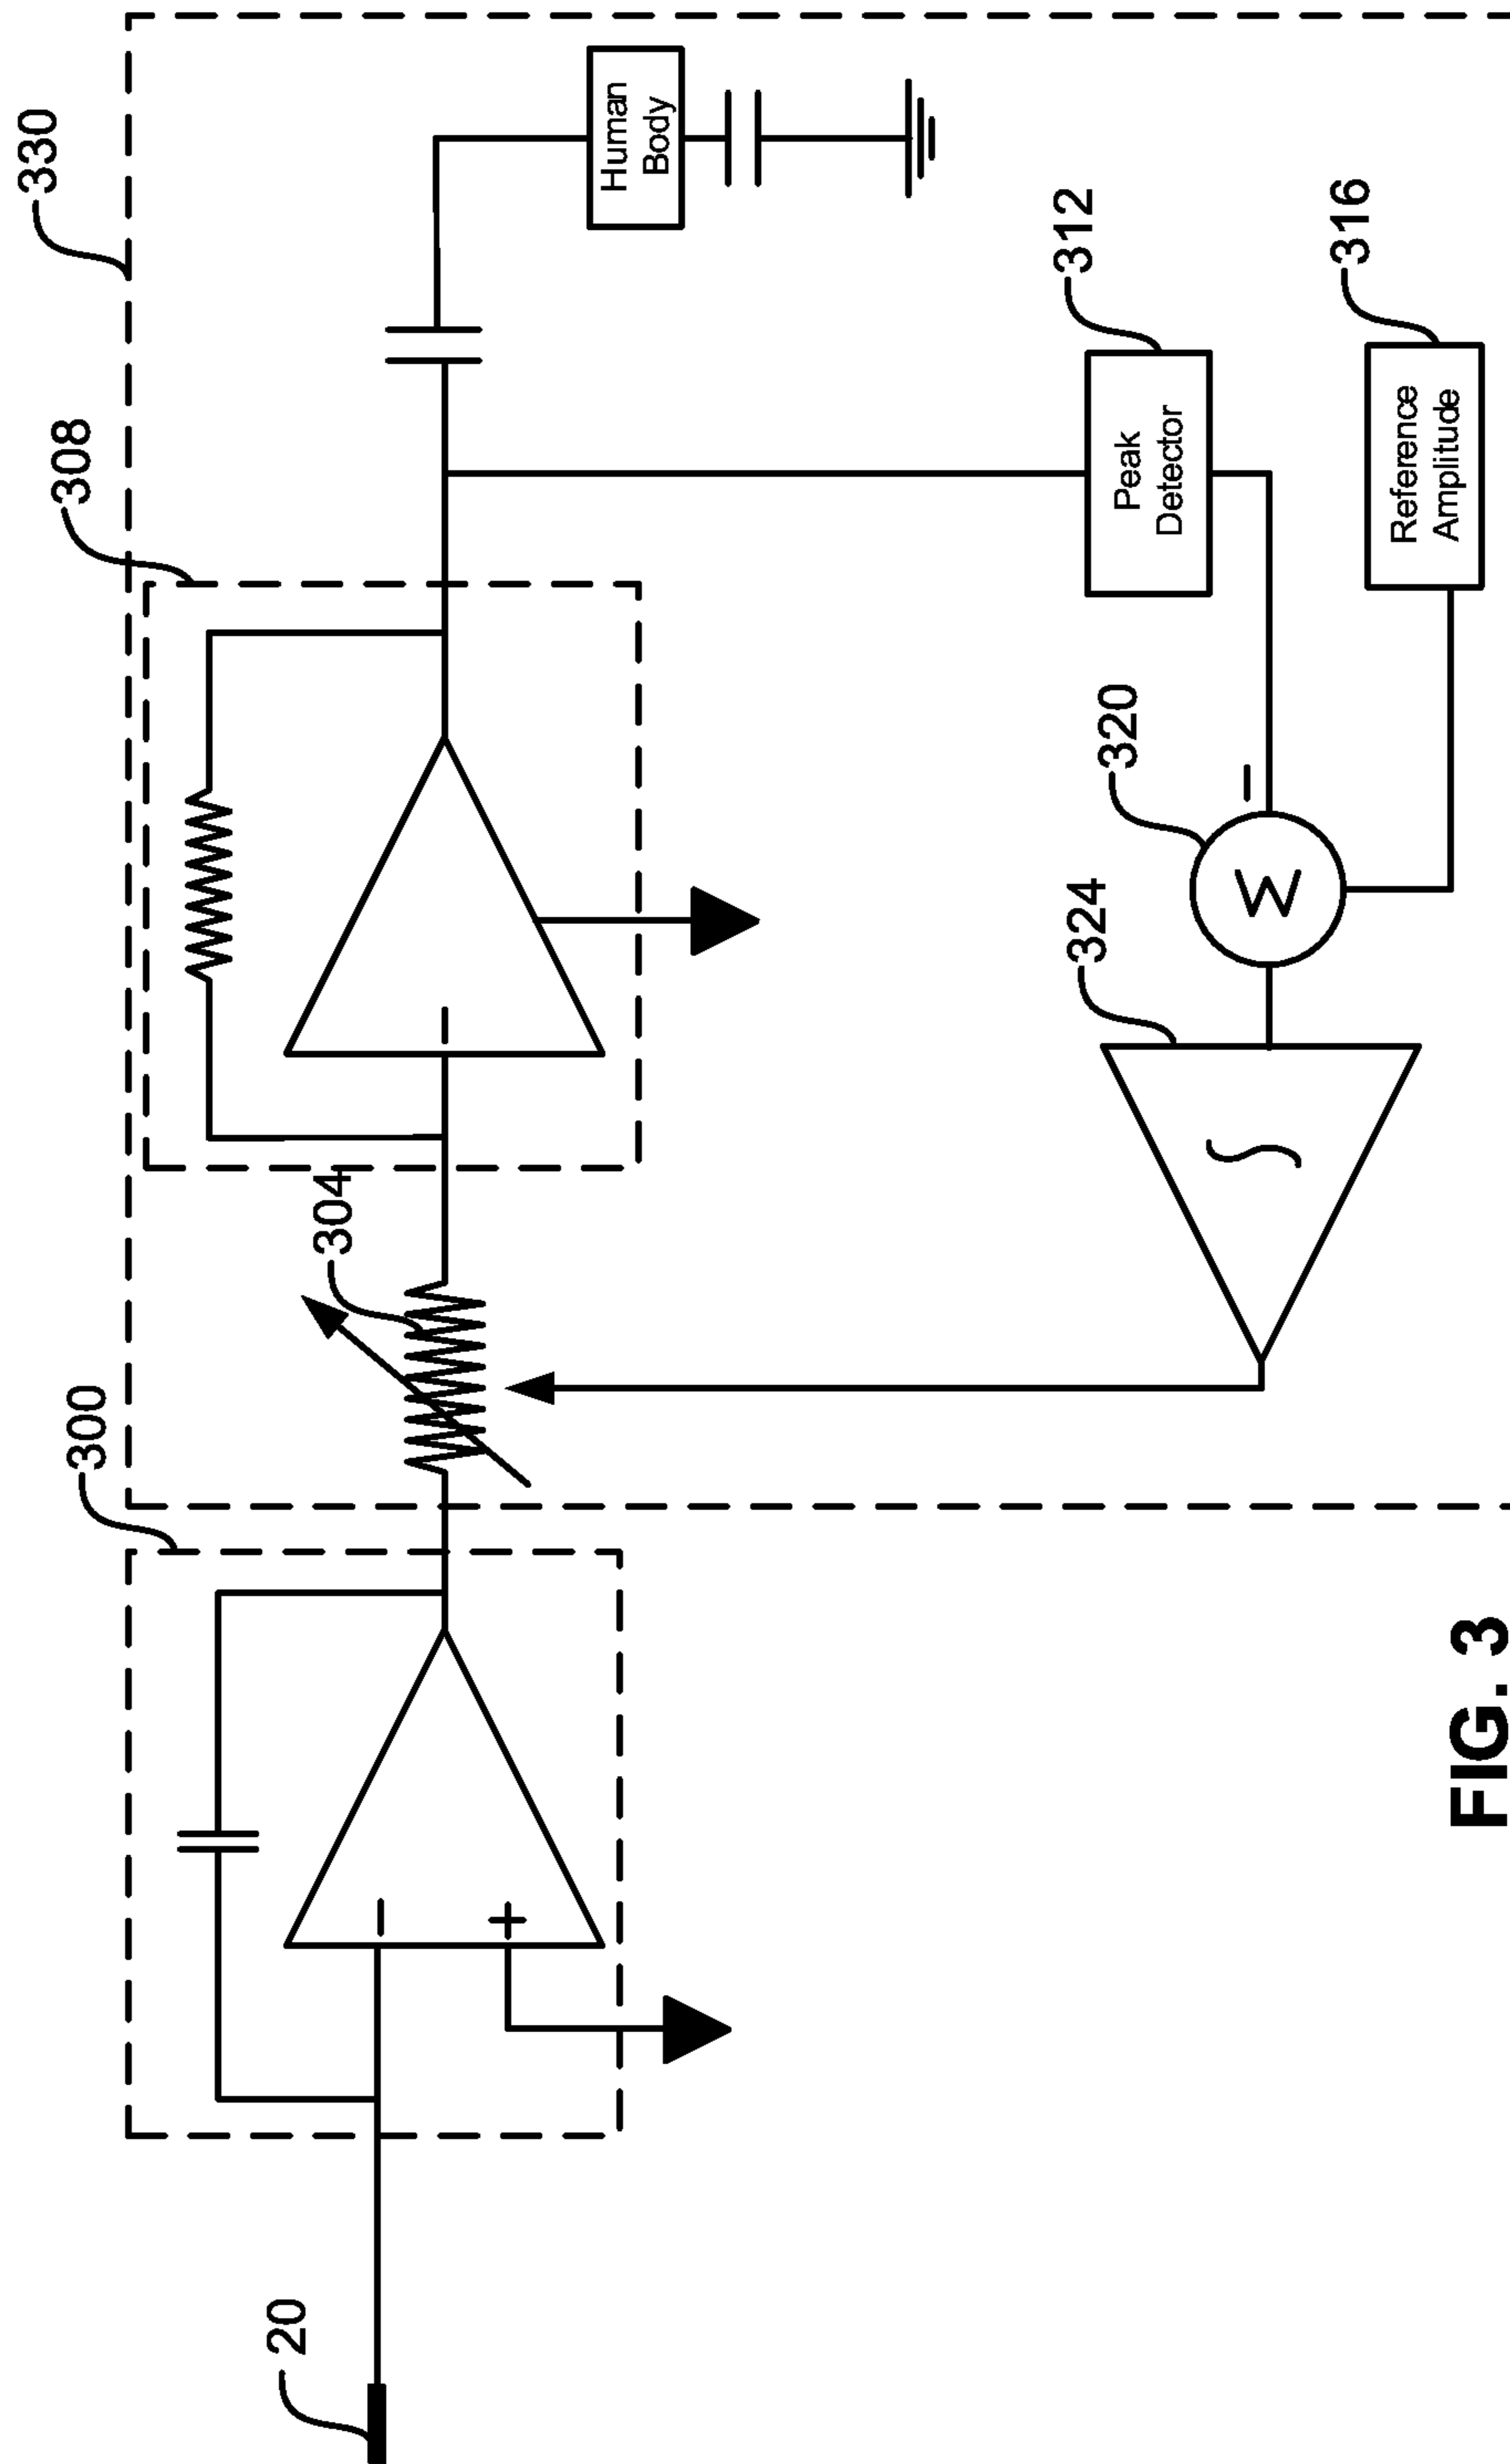 330
308
304
300
20
Human
Body
Peak
Detector
312
Reference
Amplitude
316
320
Σ
−
324
∫
−
−
+
FIG. 3